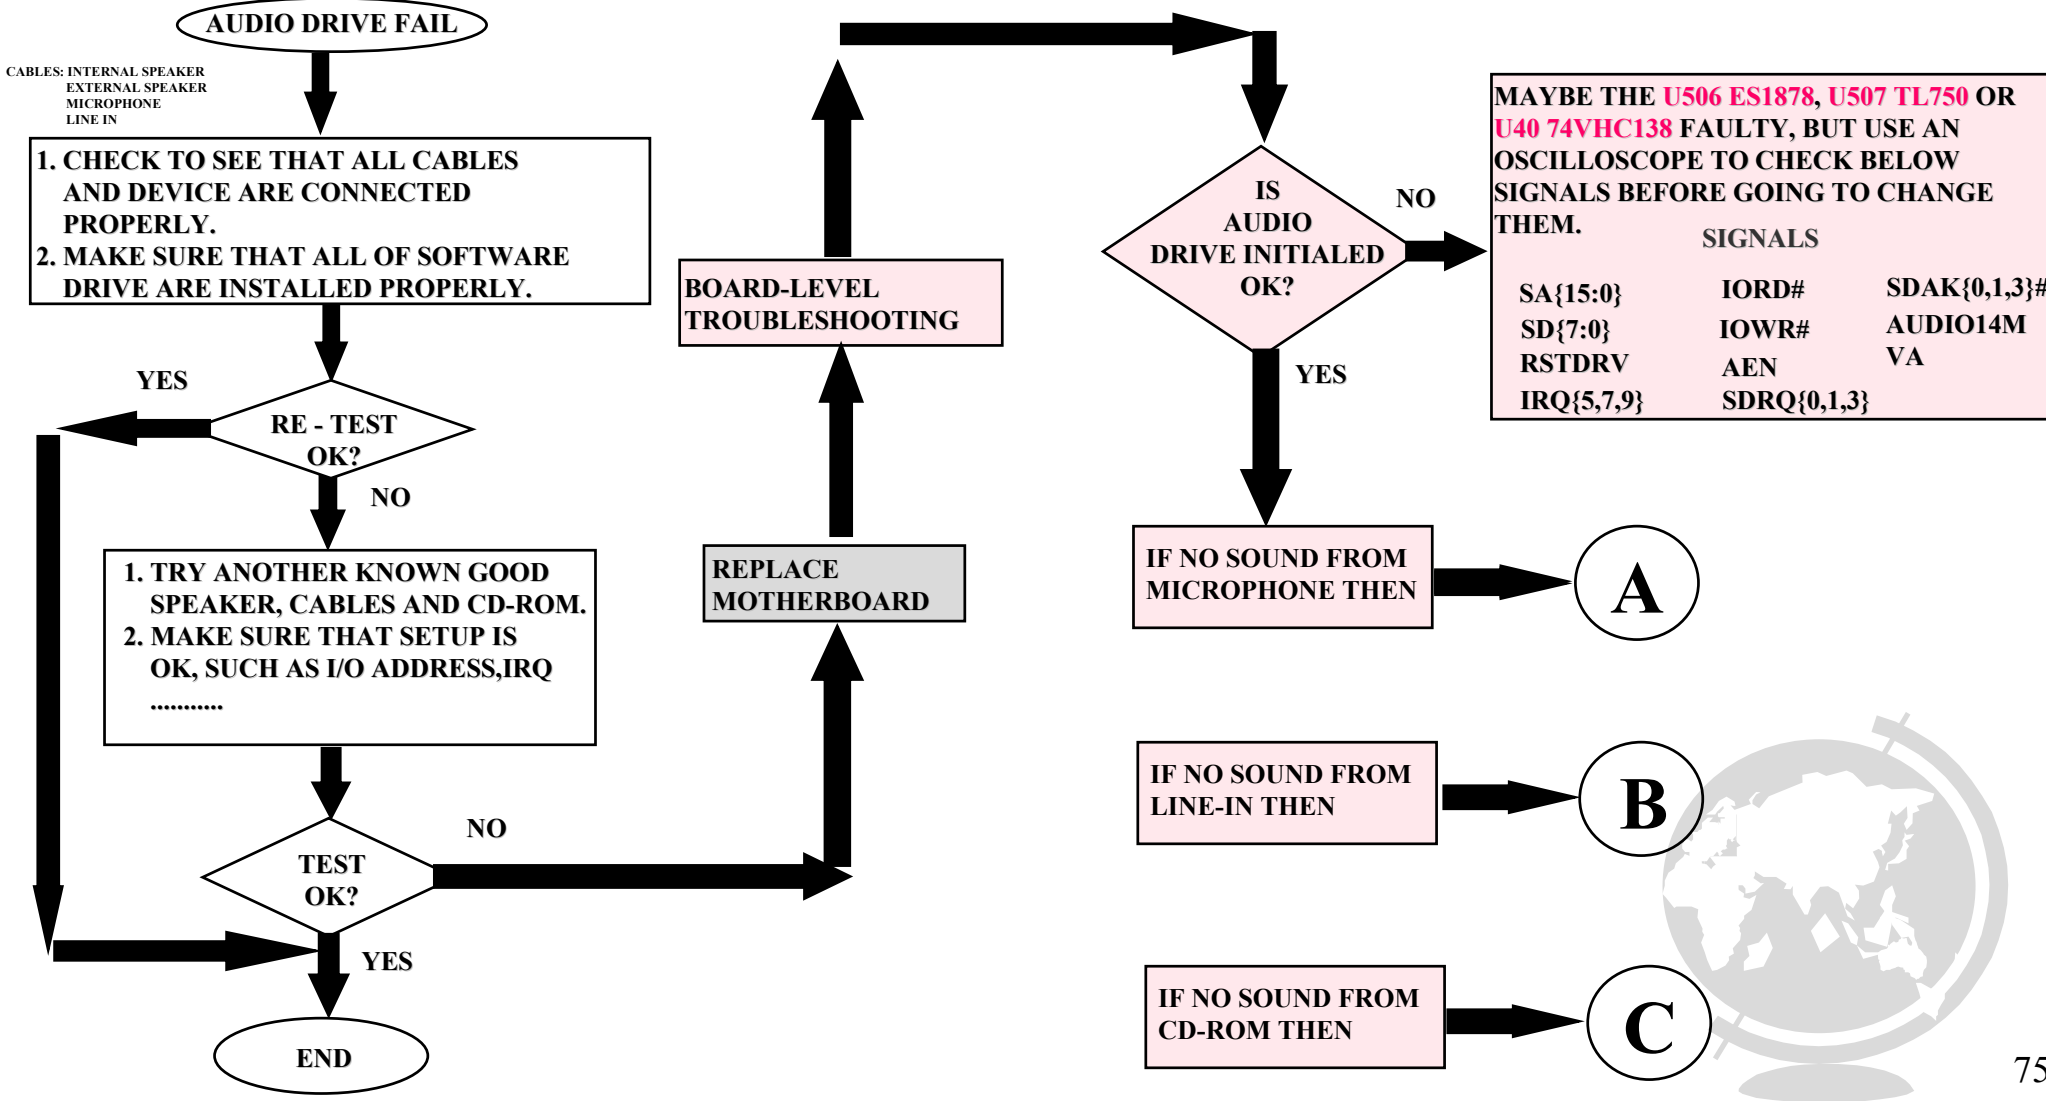 AUDIO DRIVE FAIL
CABLES: INTERNAL SPEAKER
EXTERNAL SPEAKER
MICROPHONE
LINE IN
1. CHECK TO SEE THAT ALL CABLES
AND DEVICE ARE CONNECTED
PROPERLY.
2. MAKE SURE THAT ALL OF SOFTWARE
DRIVE ARE INSTALLED PROPERLY.
YES
RE - TEST
OK?
NO
1. TRY ANOTHER KNOWN GOOD
SPEAKER, CABLES AND CD-ROM.
2. MAKE SURE THAT SETUP IS
OK, SUCH AS I/O ADDRESS,IRQ
...........
TEST
OK?
NO
YES
END
REPLACE
MOTHERBOARD
BOARD-LEVEL
TROUBLESHOOTING
IS
AUDIO
DRIVE INITIALED
OK?
NO
YES
MAYBE THE U506 ES1878, U507 TL750 OR
U40 74VHC138 FAULTY, BUT USE AN
OSCILLOSCOPE TO CHECK BELOW
SIGNALS BEFORE GOING TO CHANGE
THEM.
SIGNALS
SA{15:0} IORD# SDAK{0,1,3}#
SD{7:0} IOWR# AUDIO14M
RSTDRV AEN VA
IRQ{5,7,9} SDRQ{0,1,3}
IF NO SOUND FROM
MICROPHONE THEN
A
IF NO SOUND FROM
LINE-IN THEN
B
IF NO SOUND FROM
CD-ROM THEN
C
75